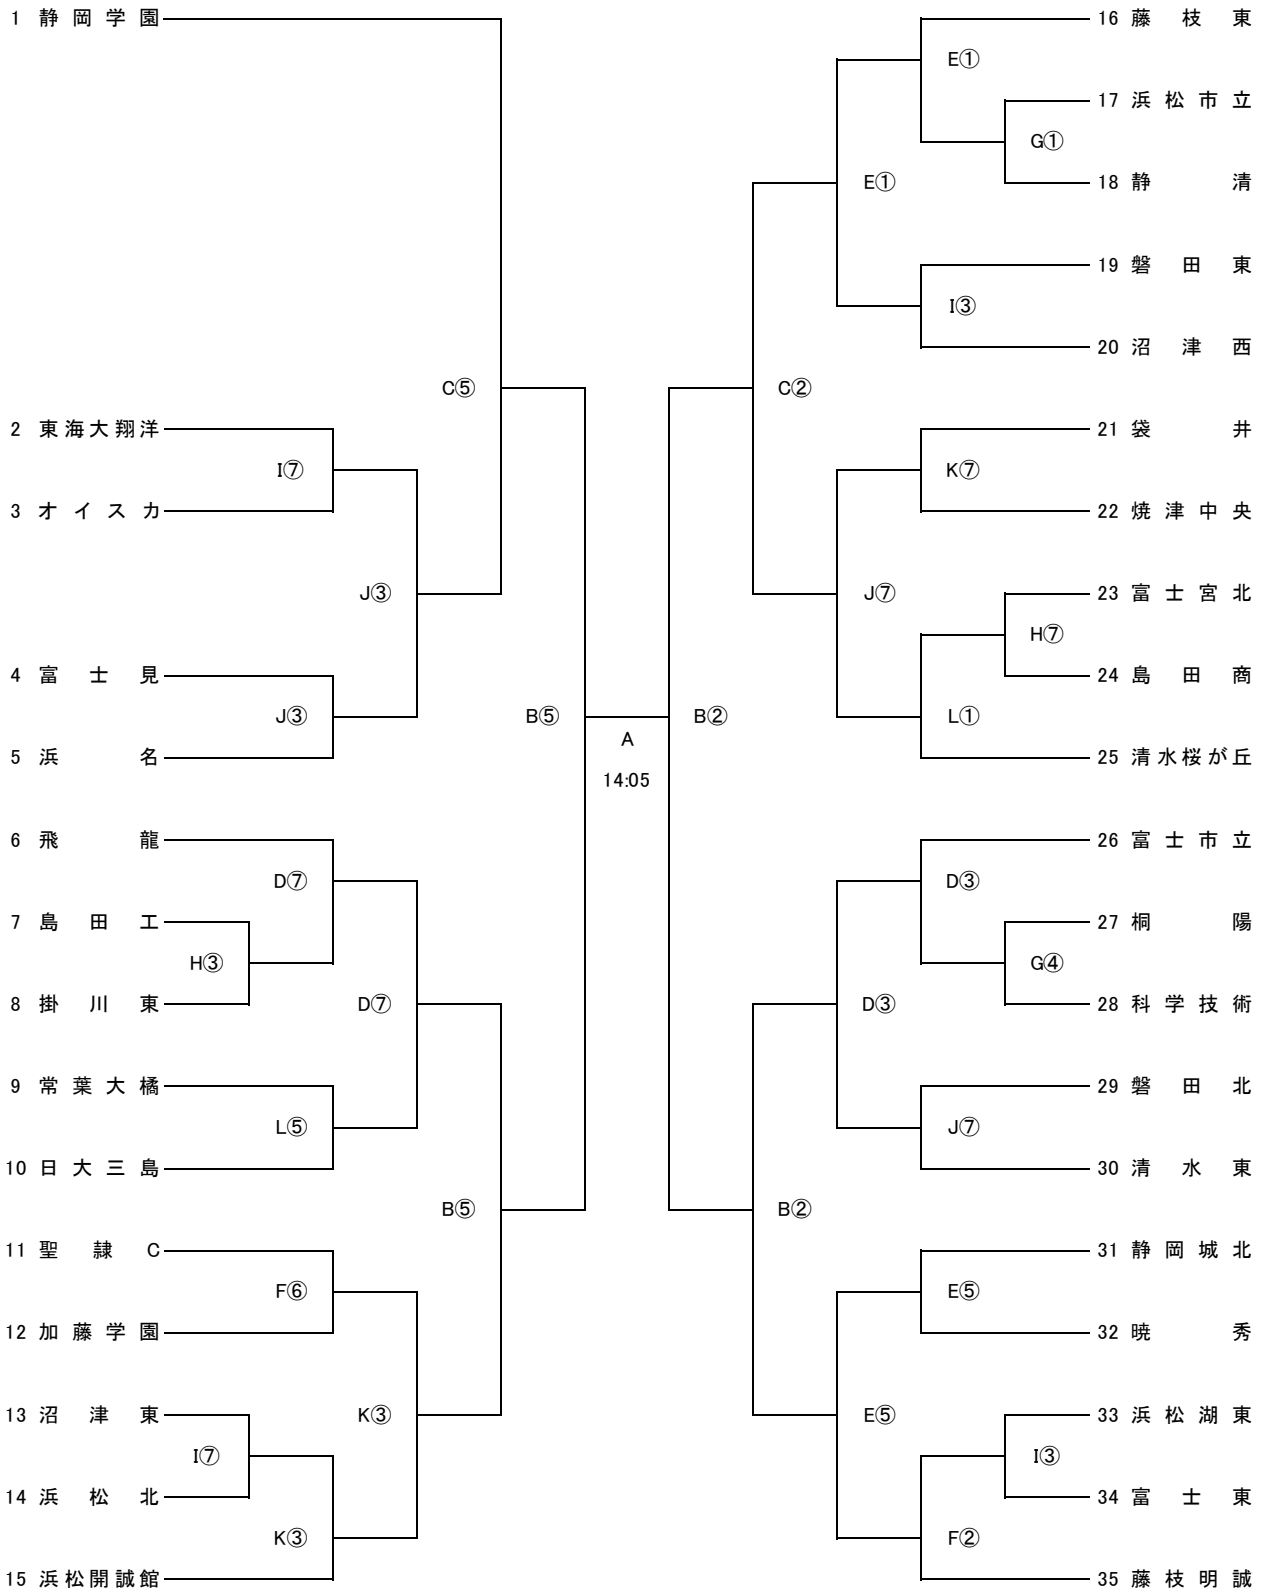 1 静岡学園
C⑤
2 東海大翔洋
I⑦
3 オイスカ
J③
4 富士見
J③
5 浜名
B⑤
6 飛龍
D⑦
7 島田工
H③
8 掛川東
D⑦
9 常葉大橘
L⑤
10 日大三島
B⑤
11 聖隷C
F⑥
12 加藤学園
K③
13 沼津東
I⑦
14 浜松北
K③
15 浜松開誠館
A
14:05
16 藤枝東
E①
17 浜松市立
G①
18 静清
E①
19 磐田東
I③
20 沼津西
C②
21 袋井
K⑦
22 焼津中央
J⑦
23 富士宮北
H⑦
24 島田商
L①
25 清水桜が丘
B②
26 富士市立
D③
27 桐陽
G④
28 科学技術
D③
29 磐田北
J⑦
30 清水東
B②
31 静岡城北
E⑤
32 暁秀
E⑤
33 浜松湖東
I③
34 富士東
F②
35 藤枝明誠